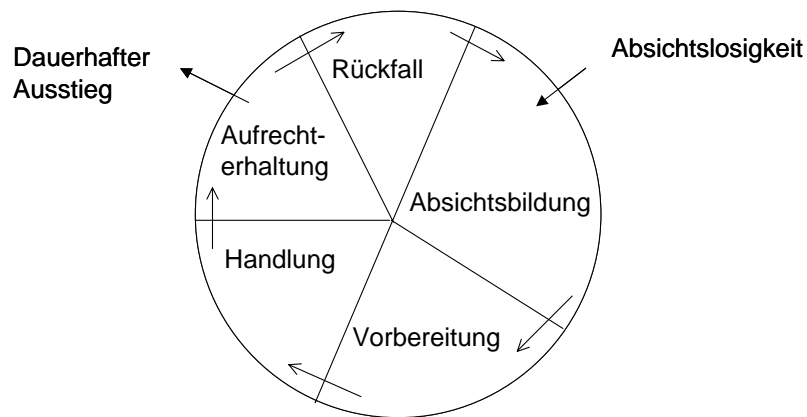 Dauerhafter
Ausstieg
Rückfall
Absichtslosigkeit
Aufrecht-
erhaltung
Absichtsbildung
Handlung
Vorbereitung